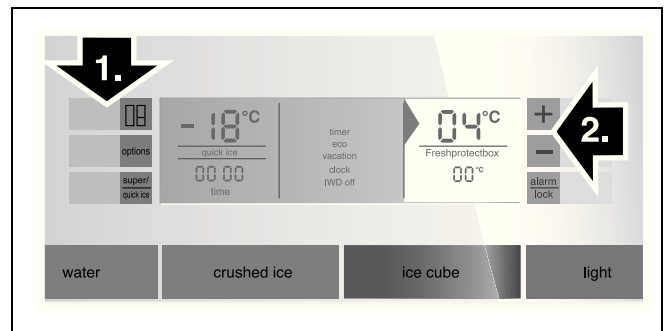 1.
options
super/
quick ice
- 18°C
quick ice
00 00
time
timer
eco
vacation
clock
IWD off
04°C
Freshprotectbox
00°C
+
-
alarm
lock
2.
water
crushed ice
ice cube
light